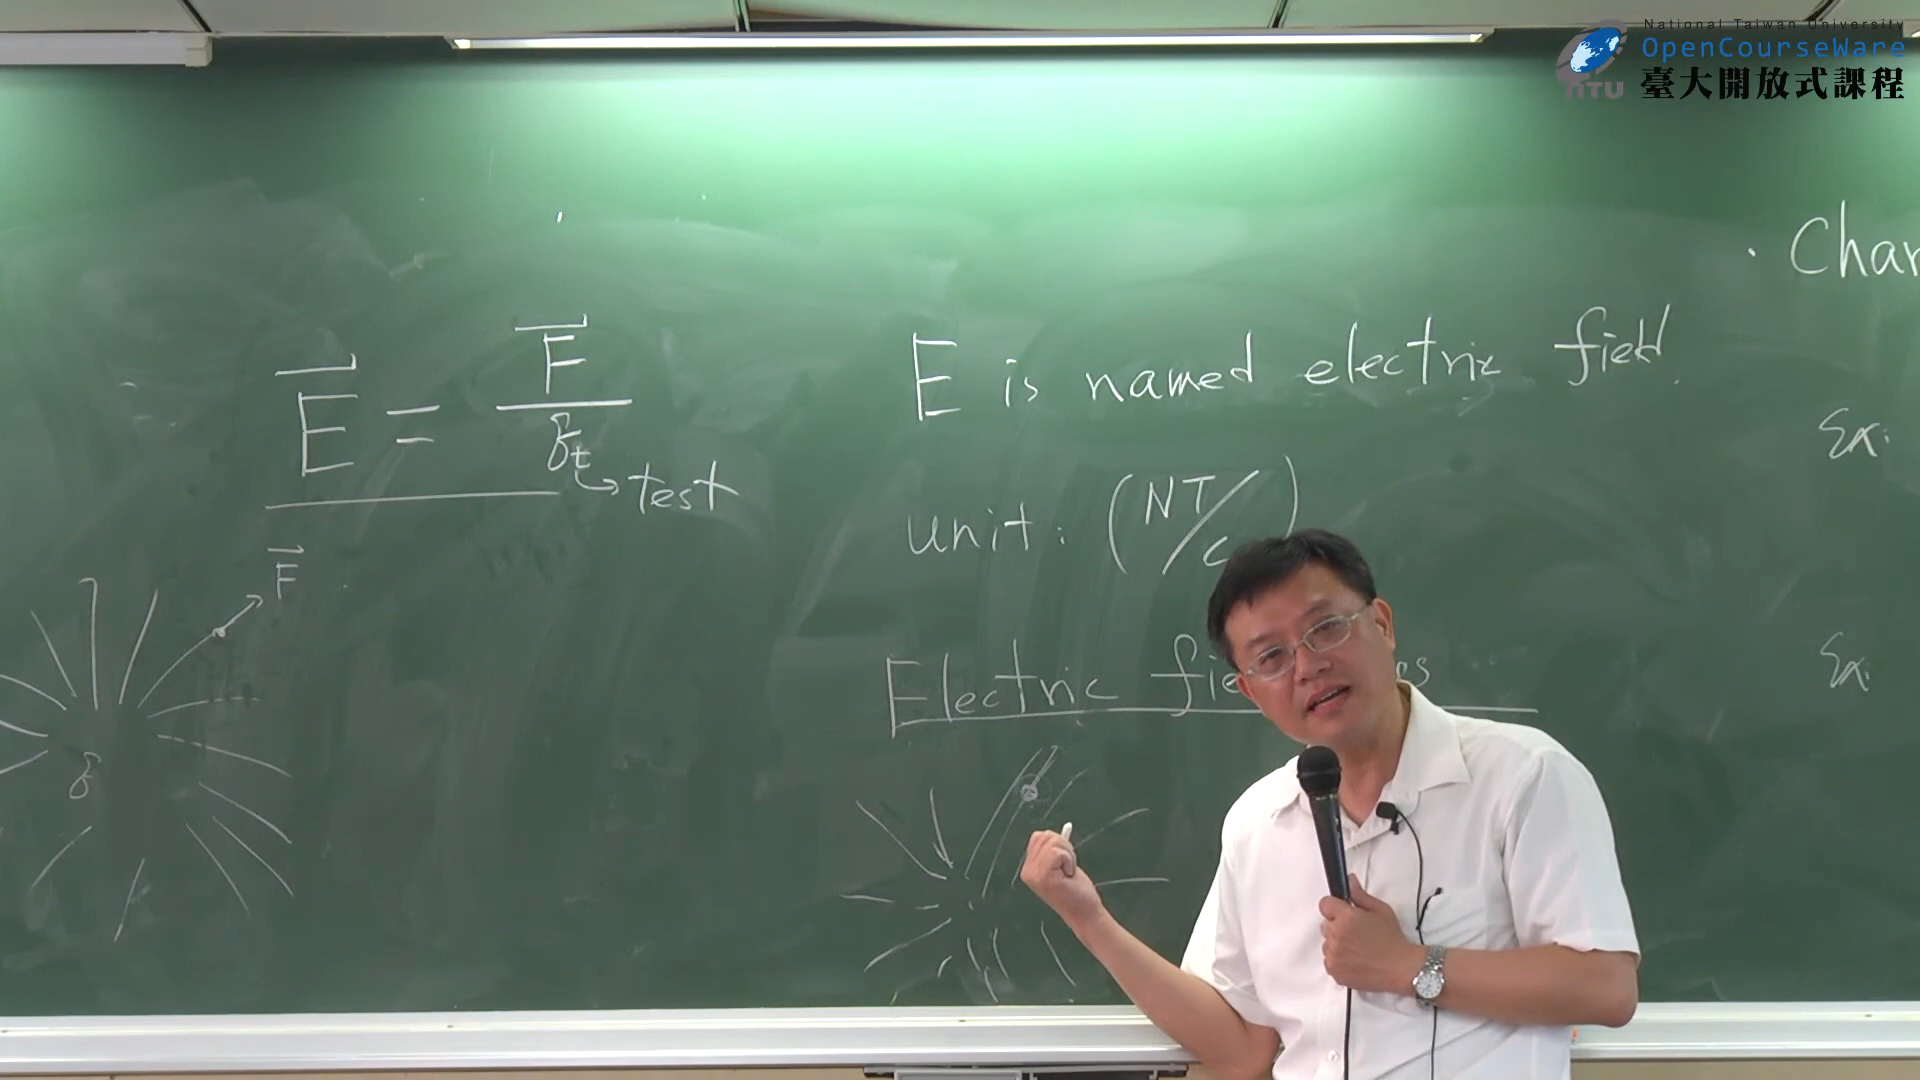 National Taiwan University
OpenCourseWare
NTU 臺大開放式課程
E = F / q_t
→ test
F
q
E is named electric field.
unit: (NT/C)
Electric
· Char
Ex:
Ex: